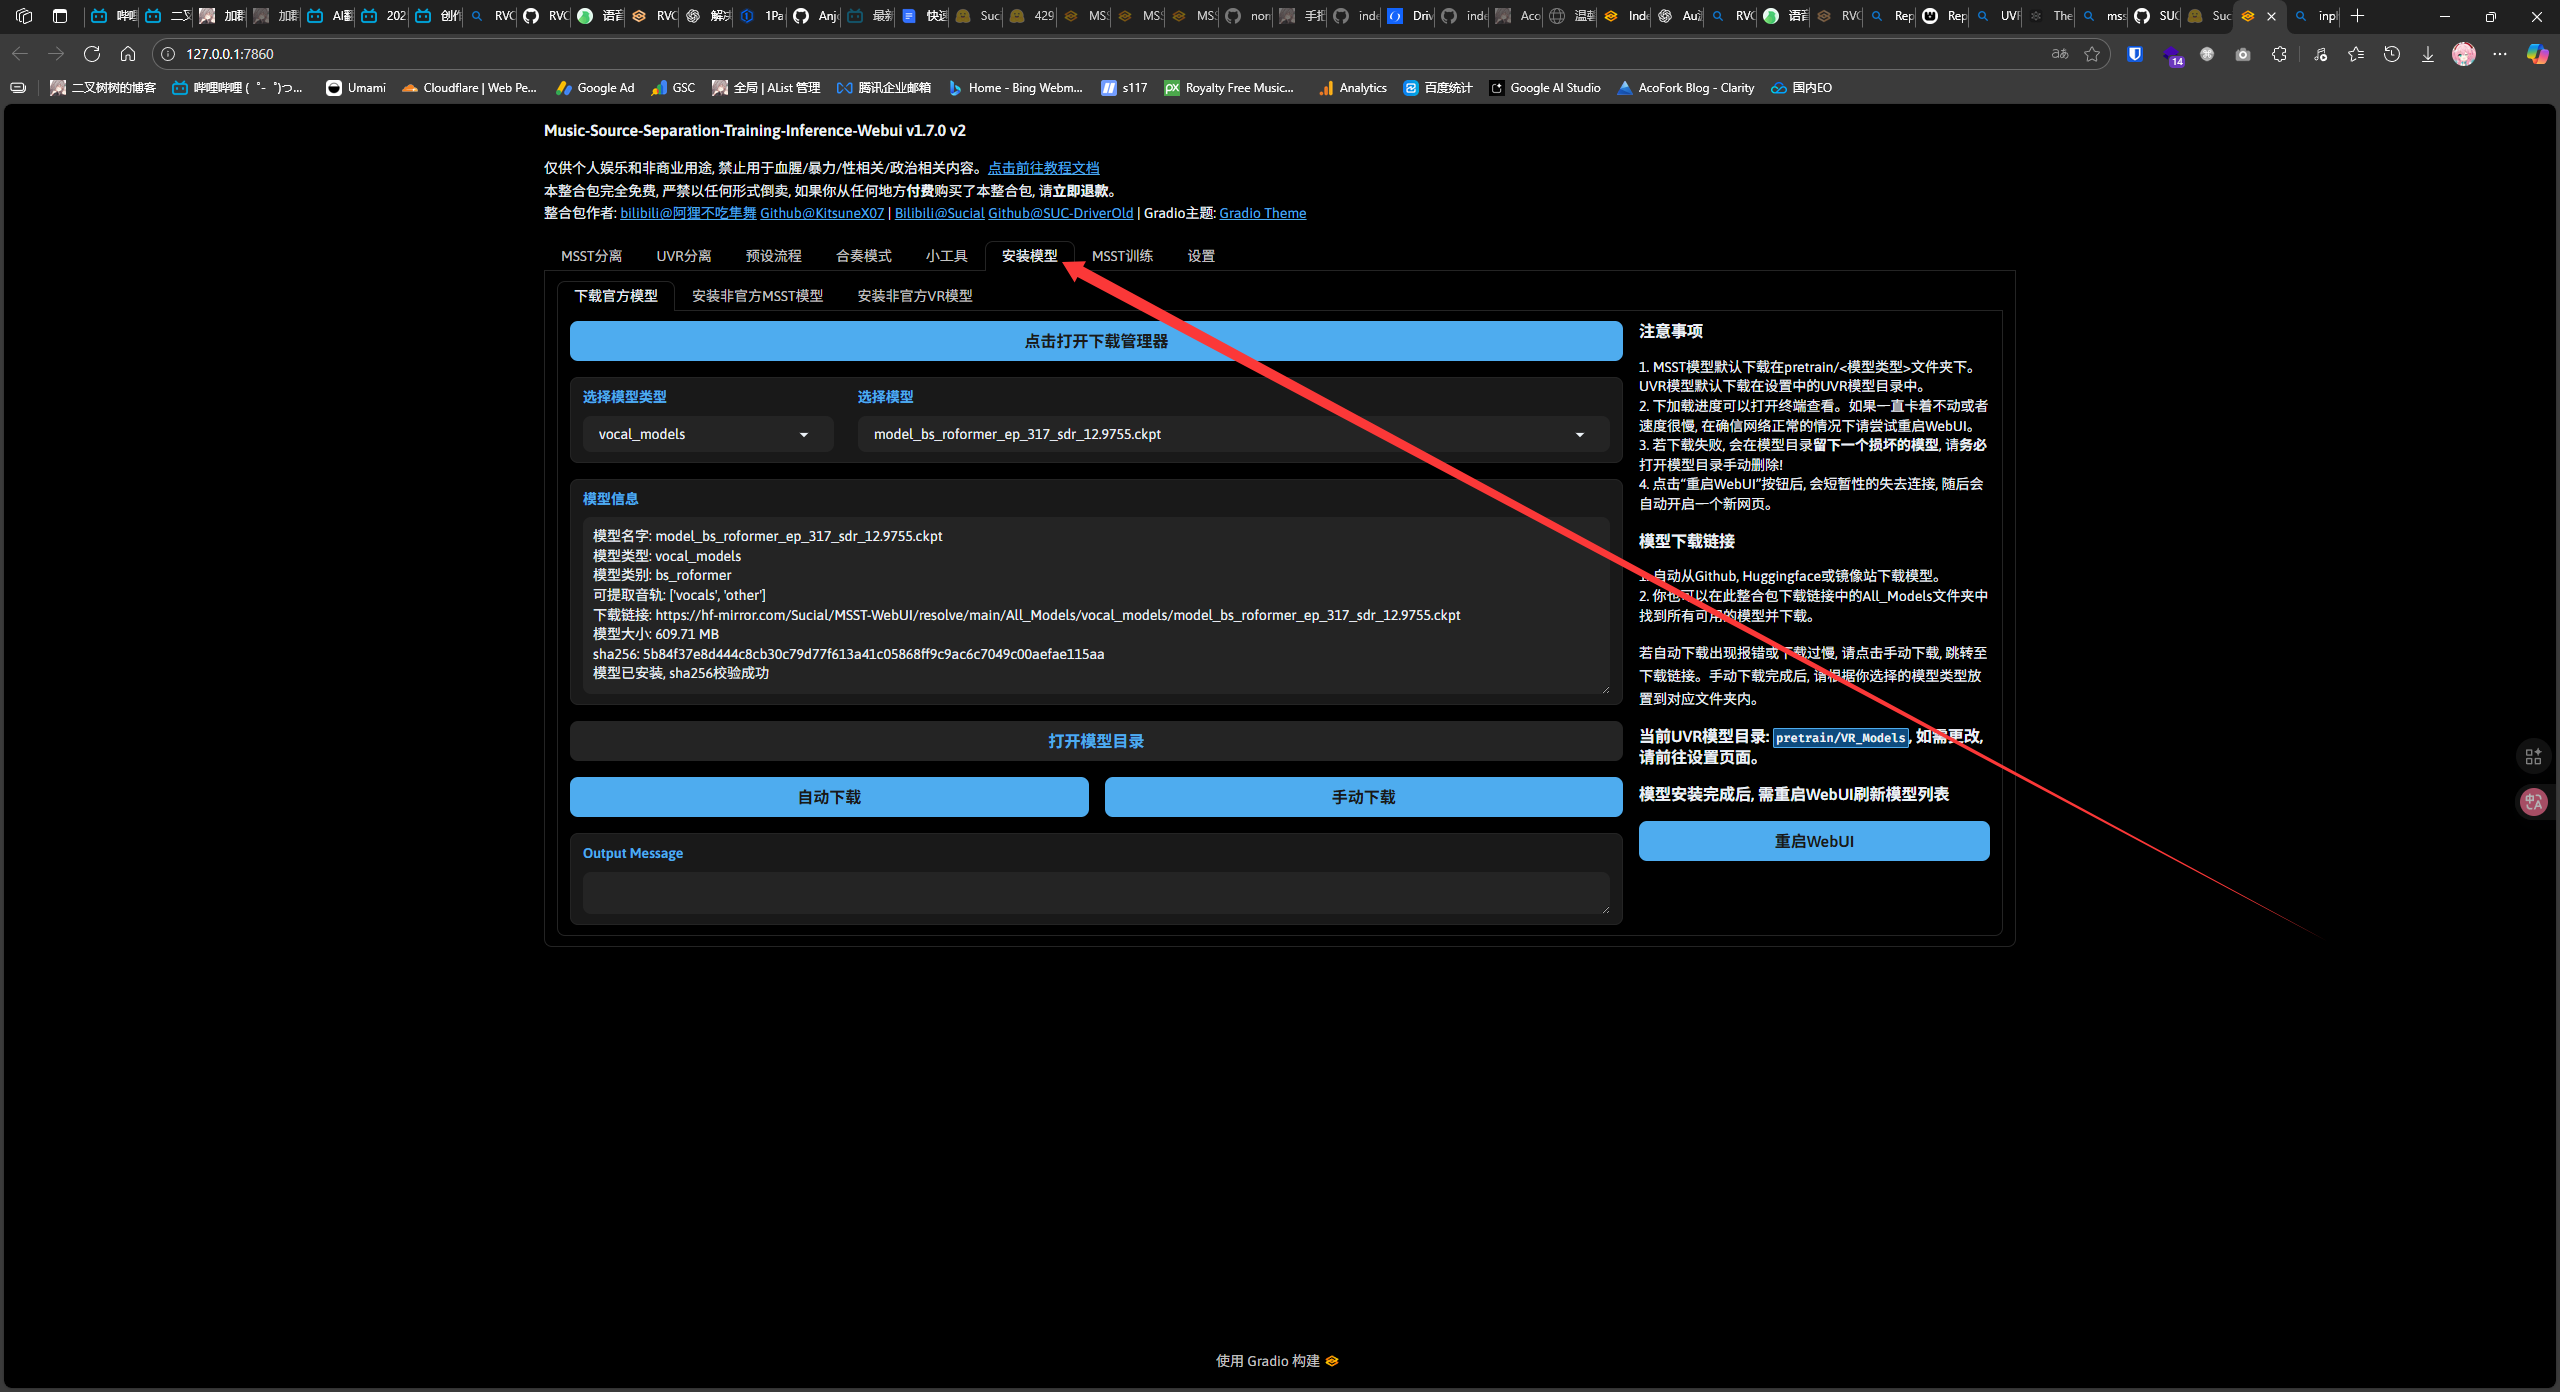 127.0.0.1:7860
二叉树树的博客
哔哩哔哩 (゜-゜)つ...
Umami
Cloudflare | Web Pe...
Google Ad
GSC
全局 | AList 管理
腾讯企业邮箱
Home - Bing Webm...
s117
Royalty Free Music...
Analytics
百度统计
Google AI Studio
AcoFork Blog - Clarity
国内EO
Music-Source-Separation-Training-Inference-Webui v1.7.0 v2
仅供个人娱乐和非商业用途, 禁止用于血腥/暴力/性相关/政治相关内容。点击前往教程文档
本整合包完全免费, 严禁以任何形式倒卖, 如果你从任何地方付费购买了本整合包, 请立即退款。
整合包作者: bilibili@阿狸不吃隼舞 Github@KitsuneX07 | Bilibili@Sucial Github@SUC-DriverOld | Gradio主题: Gradio Theme
MSST分离 UVR分离 预设流程 合奏模式 小工具 安装模型 MSST训练 设置
下载官方模型 安装非官方MSST模型 安装非官方VR模型
点击打开下载管理器
选择模型类型 选择模型
vocal_models model_bs_roformer_ep_317_sdr_12.9755.ckpt
模型信息
模型名字: model_bs_roformer_ep_317_sdr_12.9755.ckpt
模型类型: vocal_models
模型类别: bs_roformer
可提取音轨: ['vocals', 'other']
下载链接: https://hf-mirror.com/Sucial/MSST-WebUI/resolve/main/All_Models/vocal_models/model_bs_roformer_ep_317_sdr_12.9755.ckpt
模型大小: 609.71 MB
sha256: 5b84f37e8d444c8cb30c79d77f613a41c05868ff9c9ac6c7049c00aefae115aa
模型已安装, sha256校验成功
打开模型目录
自动下载 手动下载
Output Message
注意事项
1. MSST模型默认下载在pretrain/<模型类型>文件夹下。
UVR模型默认下载在设置中的UVR模型目录中。
2. 下加载进度可以打开终端查看。如果一直卡着不动或者
速度很慢, 在确信网络正常的情况下请尝试重启WebUI。
3. 若下载失败, 会在模型目录留下一个损坏的模型, 请务必
打开模型目录手动删除!
4. 点击“重启WebUI”按钮后, 会短暂性的失去连接, 随后会
自动开启一个新网页。
模型下载链接
1. 自动从Github, Huggingface或镜像站下载模型。
2. 你也可以在此整合包下载链接中的All_Models文件夹中
找到所有可用的模型并下载。
若自动下载出现报错或下载过慢, 请点击手动下载, 跳转至
下载链接。手动下载完成后, 请根据你选择的模型类型放
置到对应文件夹内。
当前UVR模型目录: pretrain/VR_Models, 如需更改,
请前往设置页面。
模型安装完成后, 需重启WebUI刷新模型列表
重启WebUI
使用 Gradio 构建